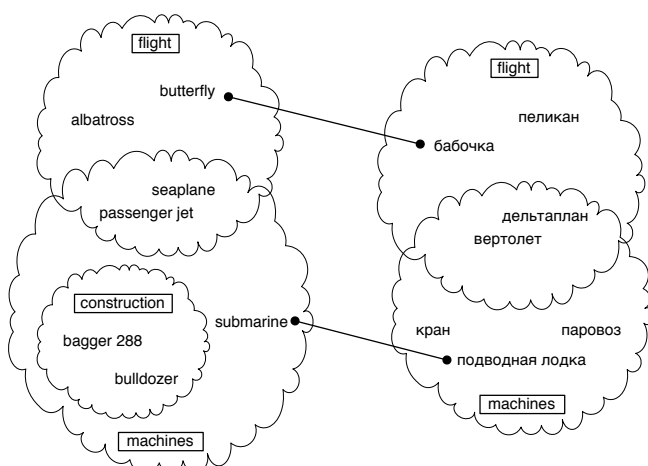 flight
butterfly
albatross
seaplane
passenger jet
construction
bagger 288
bulldozer
submarine
machines
flight
пеликан
бабочка
дельтаплан
вертолет
кран
паровоз
подводная лодка
machines